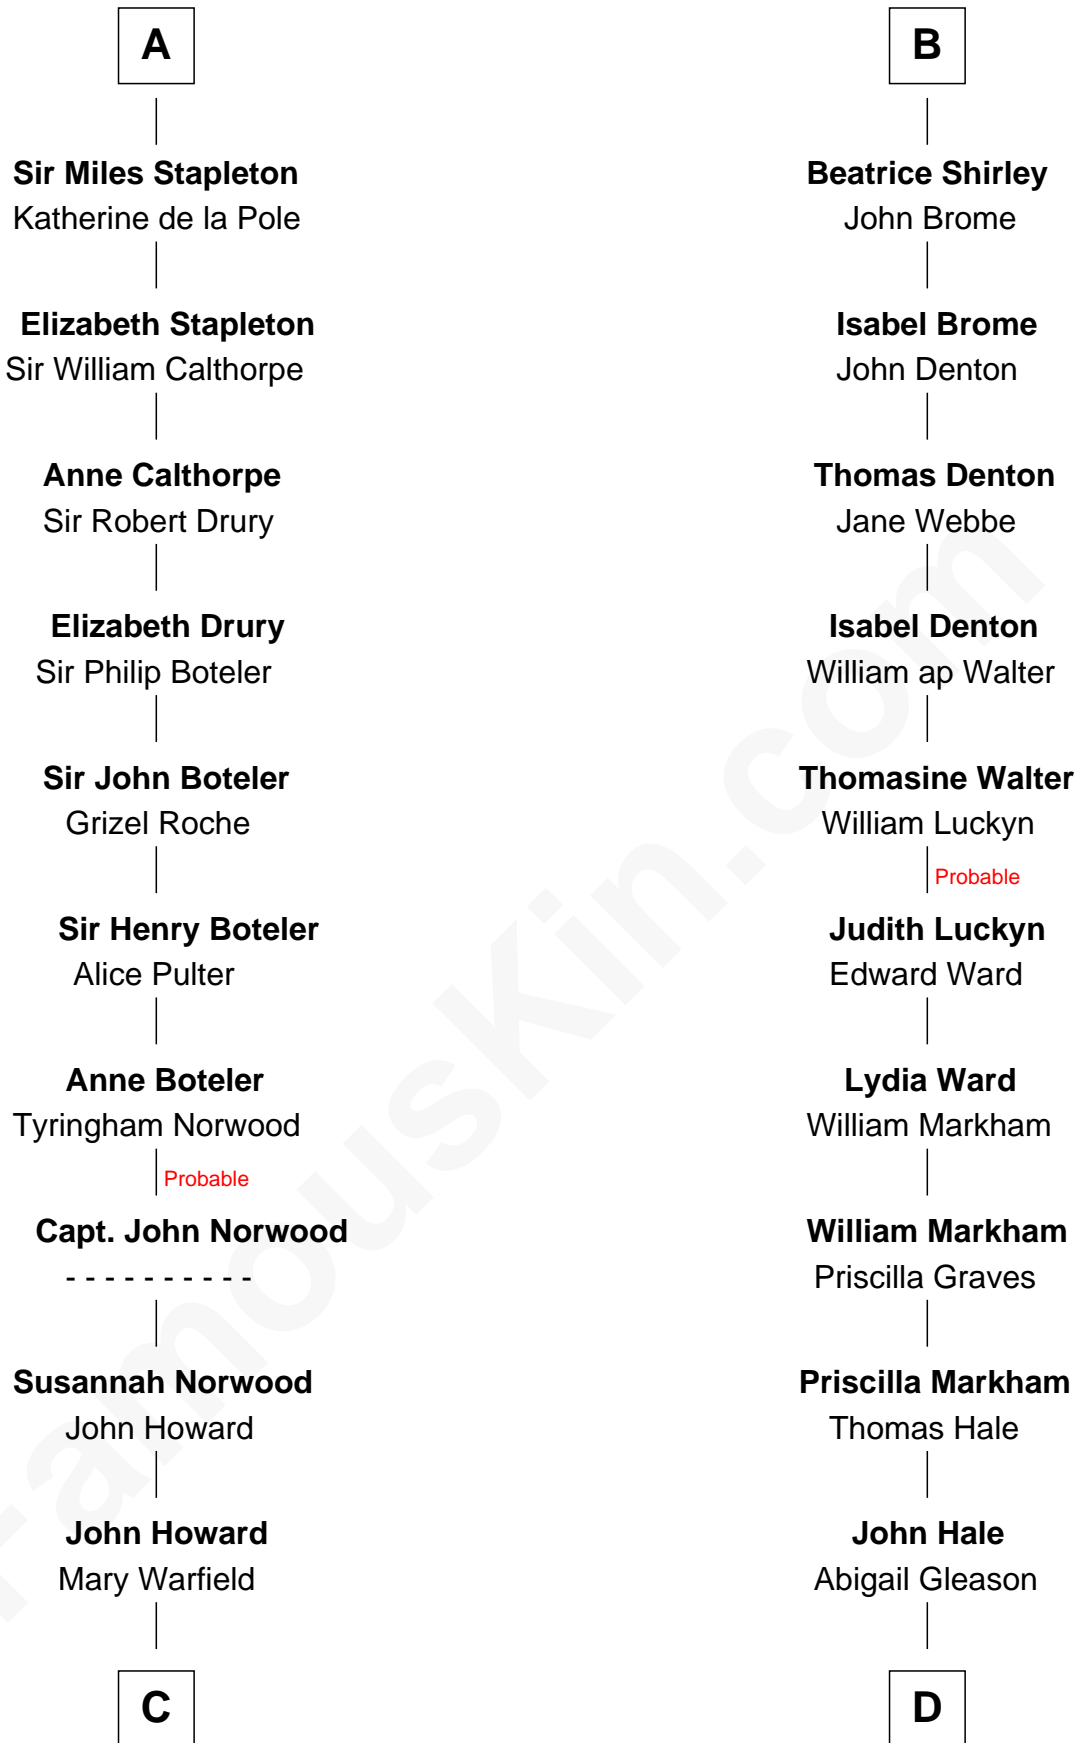 A
Sir Miles Stapleton
Katherine de la Pole
Elizabeth Stapleton
Sir William Calthorpe
Anne Calthorpe
Sir Robert Drury
Elizabeth Drury
Sir Philip Boteler
Sir John Boteler
Grizel Roche
Sir Henry Boteler
Alice Pulter
Anne Boteler
Tyringham Norwood
Probable
Capt. John Norwood
- - - - - - - - - -
Susannah Norwood
John Howard
John Howard
Mary Warfield
C
B
Beatrice Shirley
John Brome
Isabel Brome
John Denton
Thomas Denton
Jane Webbe
Isabel Denton
William ap Walter
Thomasine Walter
William Luckyn
Probable
Judith Luckyn
Edward Ward
Lydia Ward
William Markham
William Markham
Priscilla Graves
Priscilla Markham
Thomas Hale
John Hale
Abigail Gleason
D
FamousKin.com